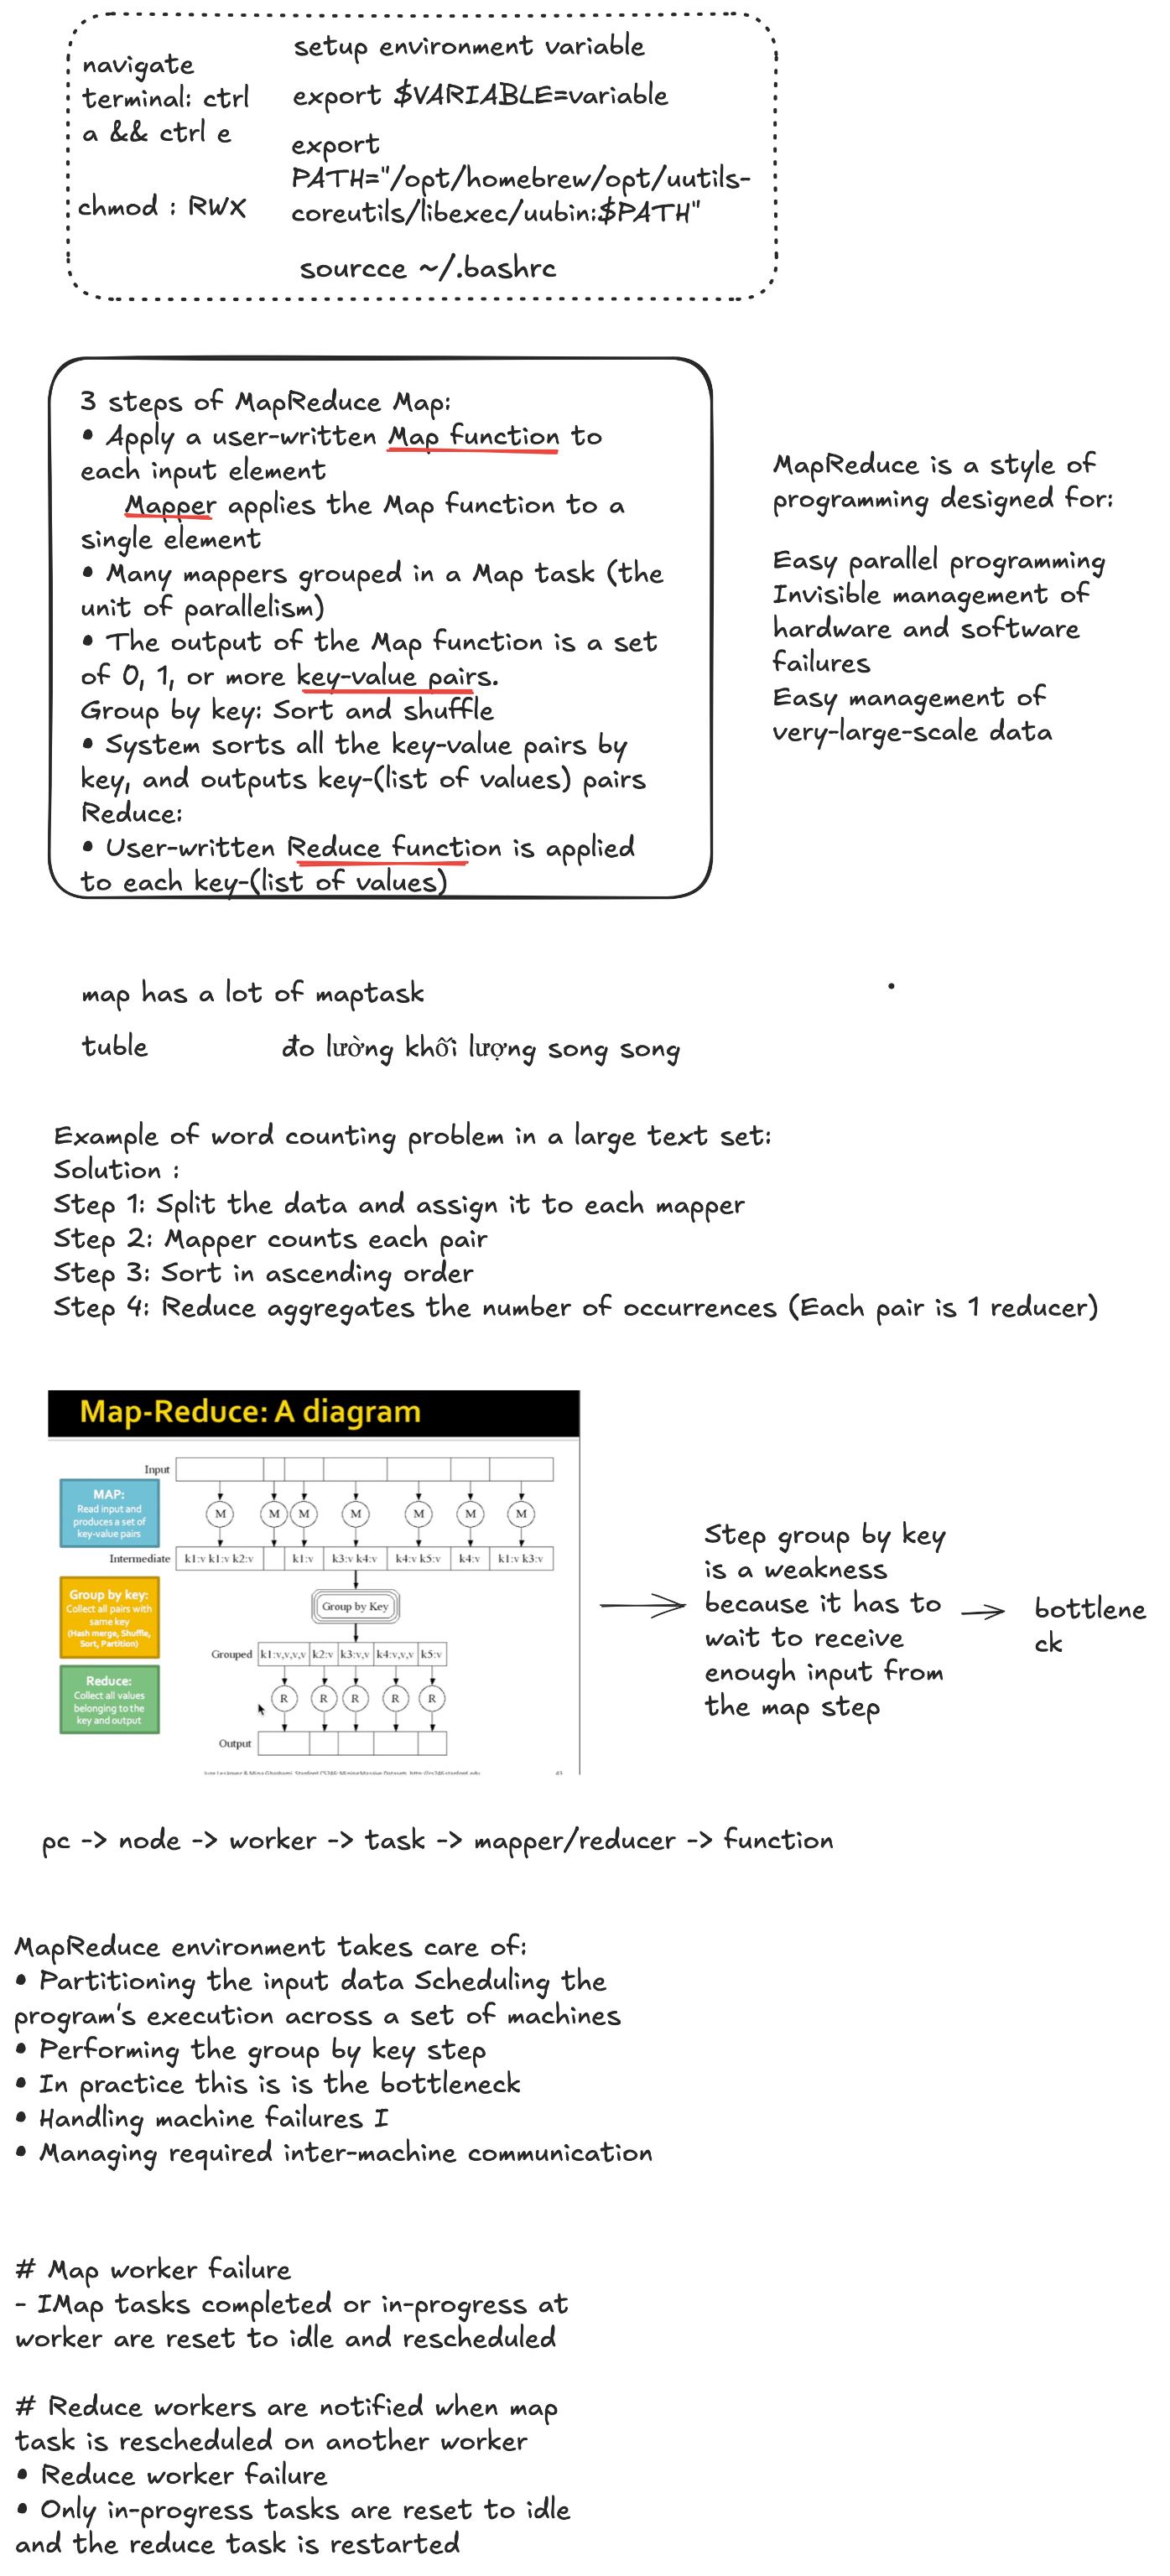 navigate
terminal: ctrl
a && ctrl e
chmod : RWX
setup environment variable
export $VARIABLE=variable
export
PATH="/opt/homebrew/opt/uutils-
coreutils/libexec/uubin:$PATH"
sourcce ~/.bashrc
3 steps of MapReduce Map:
• Apply a user-written Map function to
each input element
Mapper applies the Map function to a
single element
• Many mappers grouped in a Map task (the
unit of parallelism)
• The output of the Map function is a set
of 0, 1, or more key-value pairs.
Group by key: Sort and shuffle
• System sorts all the key-value pairs by
key, and outputs key-(list of values) pairs
Reduce:
• User-written Reduce function is applied
to each key-(list of values)
MapReduce is a style of
programming designed for:
Easy parallel programming
Invisible management of
hardware and software
failures
Easy management of
very-large-scale data
map has a lot of maptask
tuble
đo lường khối lượng song song
Example of word counting problem in a large text set:
Solution :
Step 1: Split the data and assign it to each mapper
Step 2: Mapper counts each pair
Step 3: Sort in ascending order
Step 4: Reduce aggregates the number of occurrences (Each pair is 1 reducer)
Map-Reduce: A diagram
Input
MAP:
Read input and
produces a set of
key-value pairs
M M M M M M M
Intermediate k1:v k1:v k2:v k1:v k3:v k4:v k4:v k5:v k4:v k1:v k3:v
Group by key:
Collect all pairs with
same key
(Hash merge, Shuffle,
Sort, Partition)
Group by Key
Grouped k1:v,v,v,v k2:v k3:v,v k4:v,v,v k5:v
Reduce:
Collect all values
belonging to the
key and output
R R R R R
Output
Step group by key
is a weakness
because it has to
wait to receive
enough input from
the map step
bottlene
ck
pc -> node -> worker -> task -> mapper/reducer -> function
MapReduce environment takes care of:
• Partitioning the input data Scheduling the
program's execution across a set of machines
• Performing the group by key step
• In practice this is is the bottleneck
• Handling machine failures I
• Managing required inter-machine communication
# Map worker failure
- IMap tasks completed or in-progress at
worker are reset to idle and rescheduled
# Reduce workers are notified when map
task is rescheduled on another worker
• Reduce worker failure
• Only in-progress tasks are reset to idle
and the reduce task is restarted